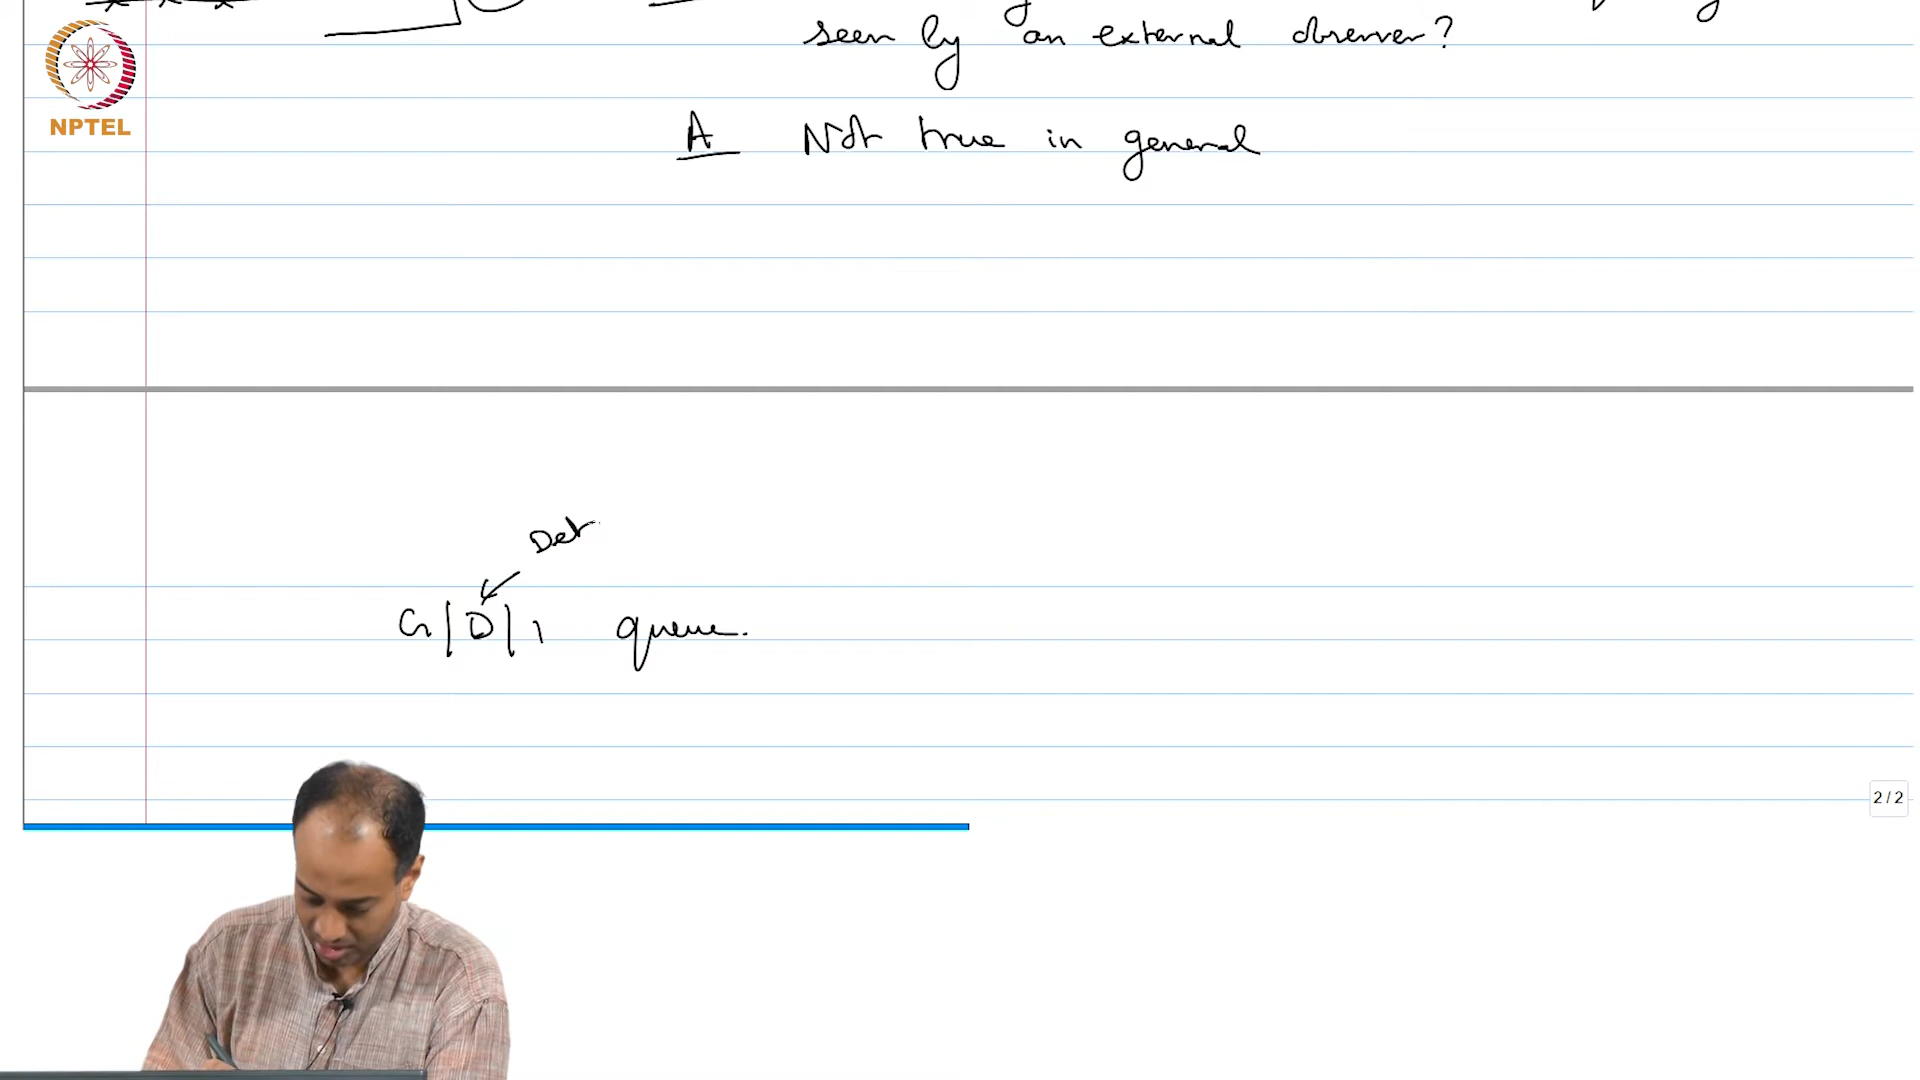 seen by an external observer?
NPTEL
A Not true in general
Det
G|D|1 queue.
2/2